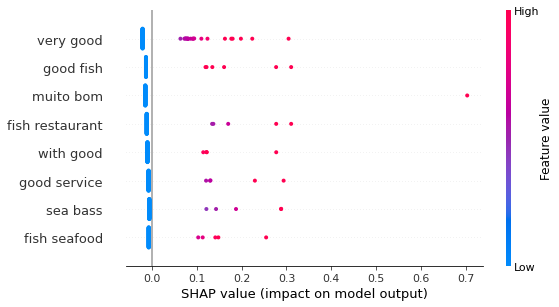 High
very good
good fish
muito bom
fish restaurant
with good
good service
sea bass
fish seafood
Feature value
Low
0.0 0.1 0.2 0.3 0.4 0.5 0.6 0.7
SHAP value (impact on model output)